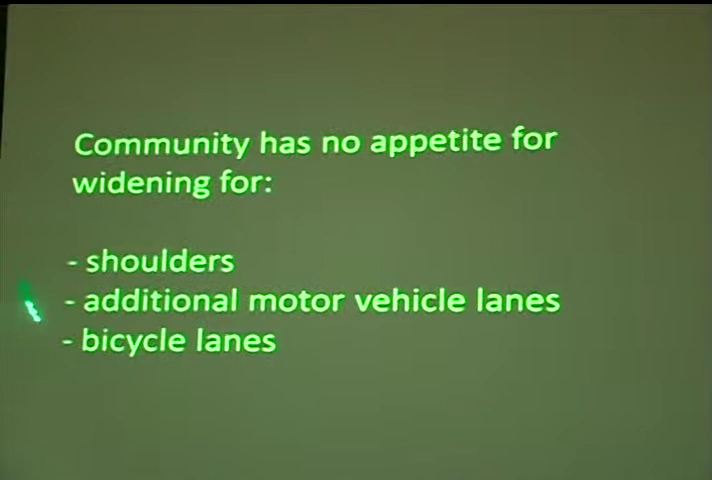 Community has no appetite for
widening for:
- shoulders
- additional motor vehicle lanes
- bicycle lanes